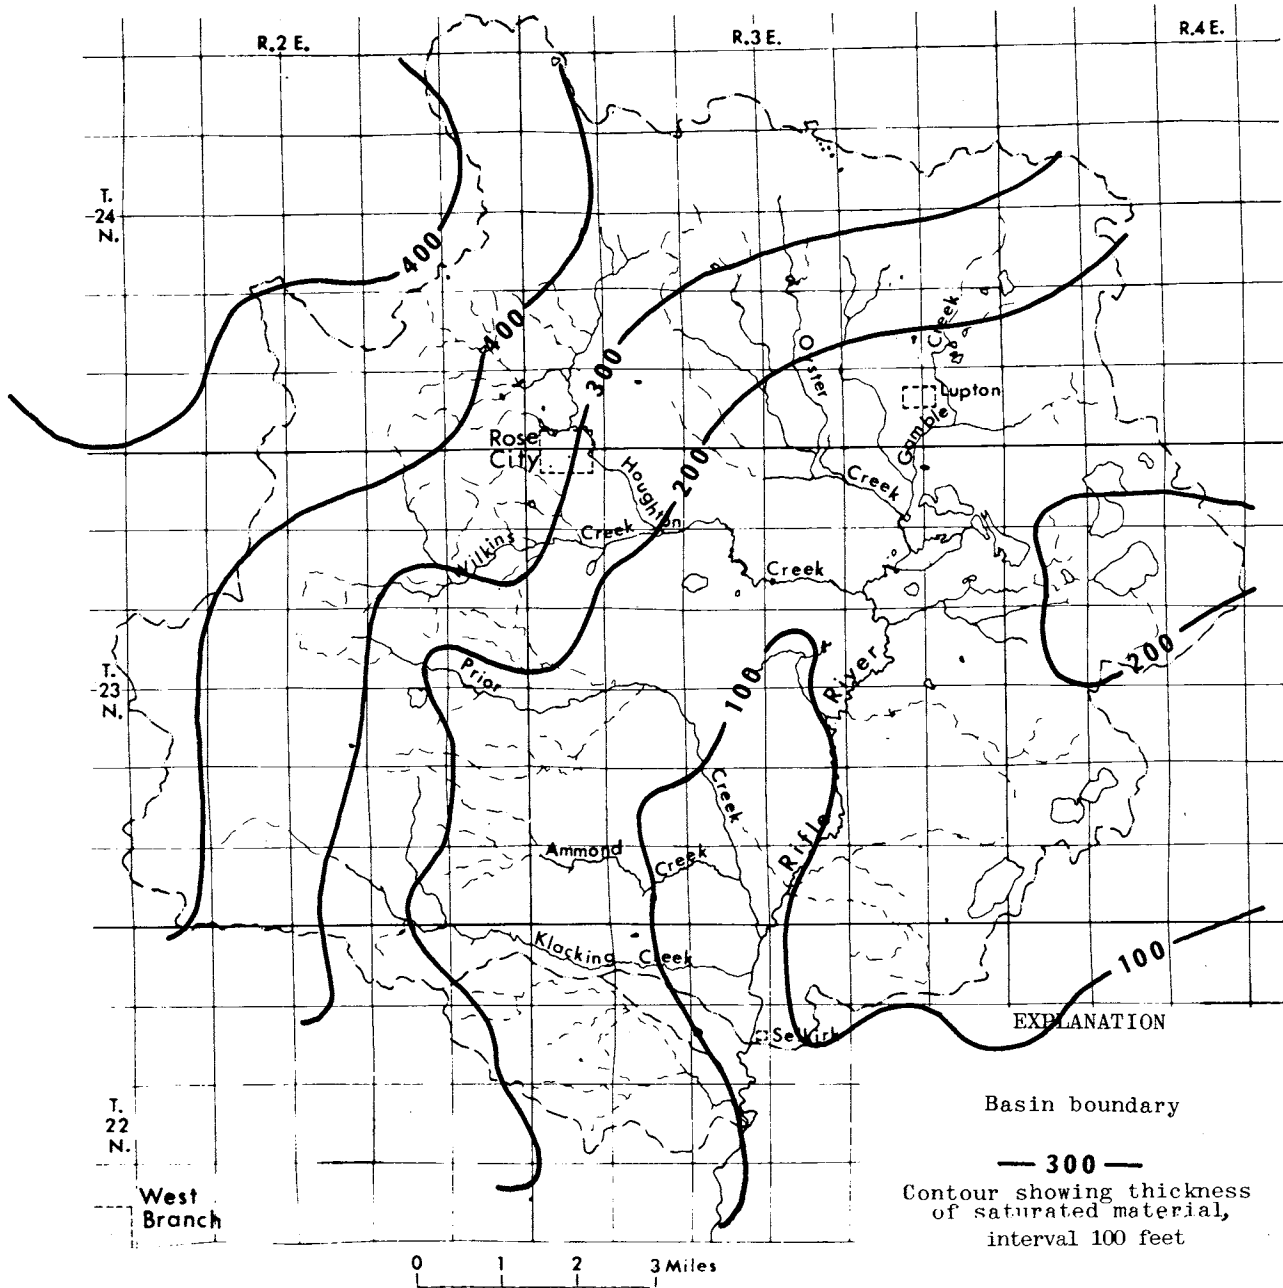 R.2 E.
R.3 E.
R.4 E.
T.
24
N.
400
400
300
Oyster
Creek
Lupton
Gamble
Rose
City
Houghton
200
Creek
Wilkins
Creek
Creek
T.
23
N.
Prior
100
River
200
Creek
Rifle
Ammond
Creek
Klacking Creek
100
Selkirk
EXPLANATION
T.
22
N.
Basin boundary
300
Contour showing thickness
of saturated material,
interval 100 feet
West
Branch
0 1 2 3 Miles